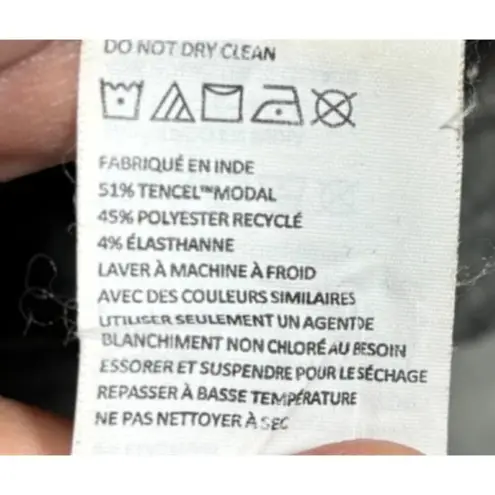 DO NOT DRY CLEAN
FABRIQUÉ EN INDE
51% TENCEL™MODAL
45% POLYESTER RECYCLÉ
4% ÉLASTHANNE
LAVER À MACHINE À FROID
AVEC DES COULEURS SIMILAIRES
UTILISER SEULEMENT UN AGENT DE
BLANCHIMENT NON CHLORÉ AU BESOIN
ESSORER ET SUSPENDRE POUR LE SÉCHAGE
REPASSER À BASSE TEMPÉRATURE
NE PAS NETTOYER À SEC